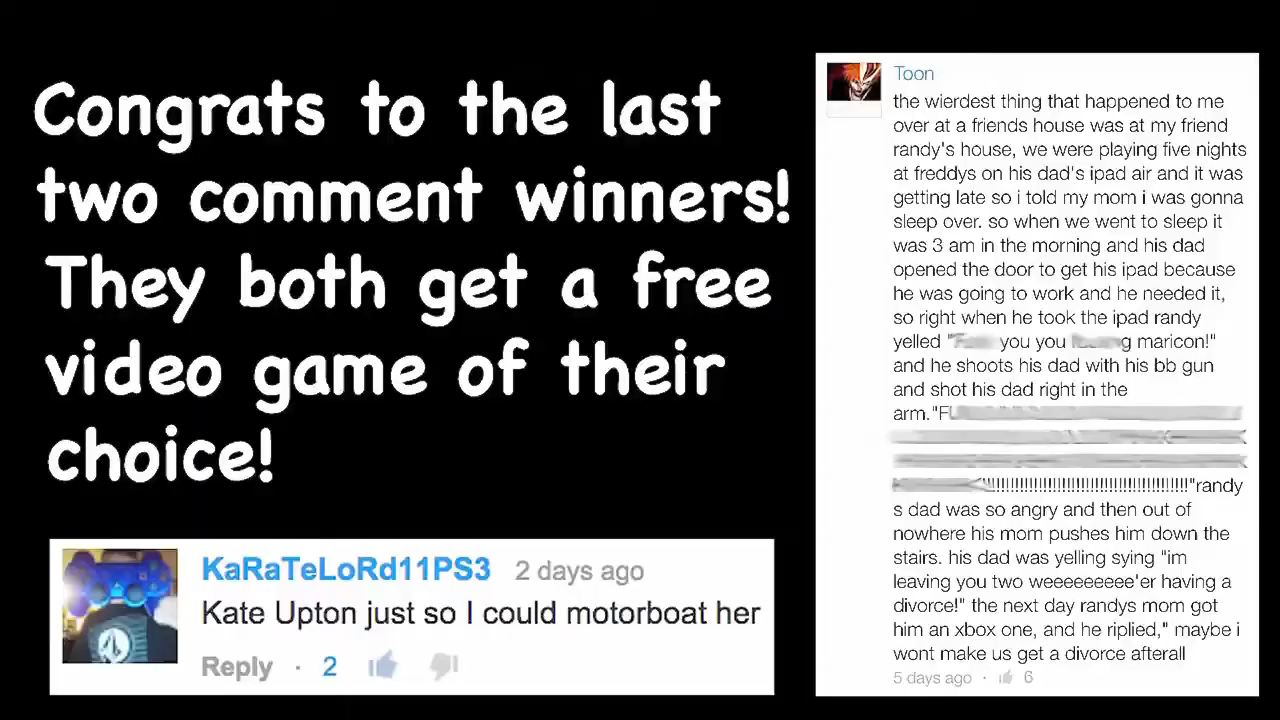 Congrats to the last
two comment winners!
They both get a free
video game of their
choice!
KaRaTeLoRd11PS3 2 days ago
Kate Upton just so I could motorboat her
Reply · 2
Toon
the wierdest thing that happened to me
over at a friends house was at my friend
randy's house, we were playing five nights
at freddys on his dad's ipad air and it was
getting late so i told my mom i was gonna
sleep over. so when we went to sleep it
was 3 am in the morning and his dad
opened the door to get his ipad because
he was going to work and he needed it,
so right when he took the ipad randy
yelled " you you g maricon!"
and he shoots his dad with his bb gun
and shot his dad right in the
arm."F
!!!!!!!!!!!!!!!!!!!!!!!!!!!!!!!!!!!!!!!!!!!"randy
s dad was so angry and then out of
nowhere his mom pushes him down the
stairs. his dad was yelling sying "im
leaving you two weeeeeeeee'er having a
divorce!" the next day randys mom got
him an xbox one, and he riplied," maybe i
wont make us get a divorce afterall
5 days ago · 6